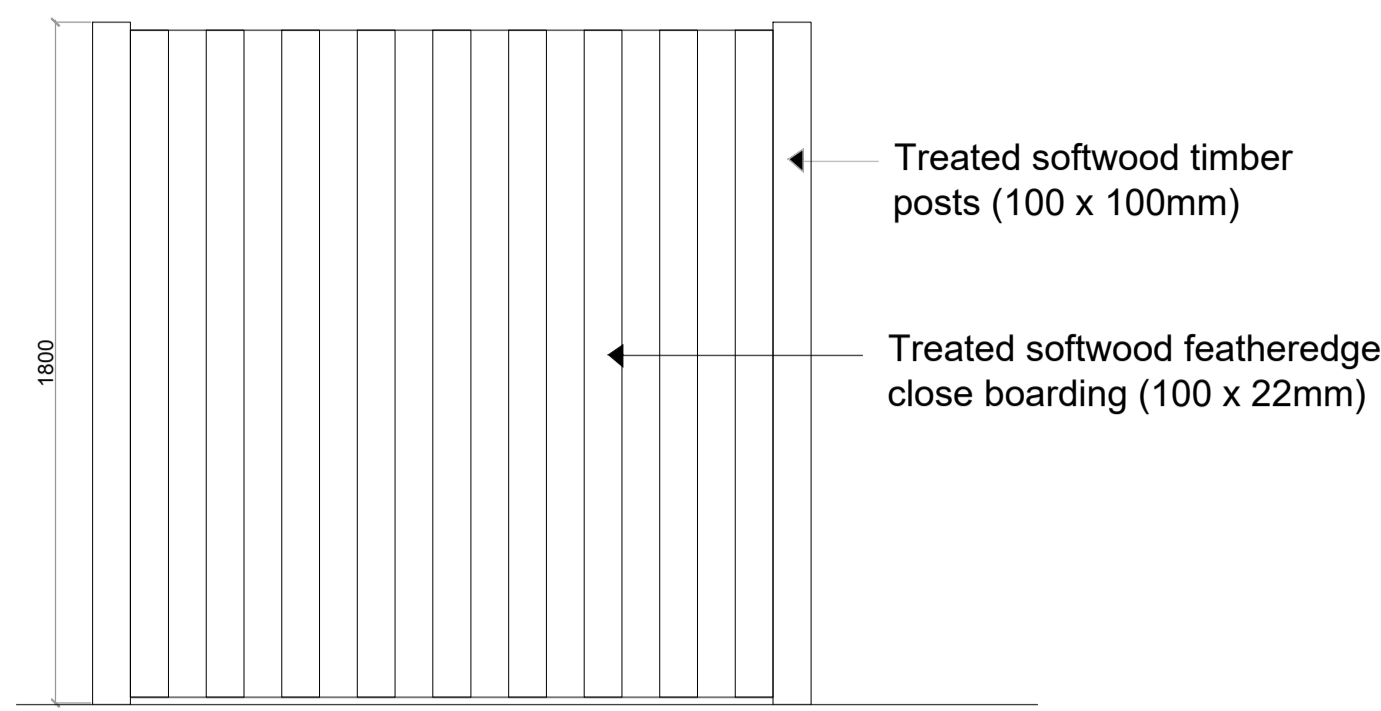 Treated softwood timber
posts (100 x 100mm)
1800
Treated softwood featheredge
close boarding (100 x 22mm)